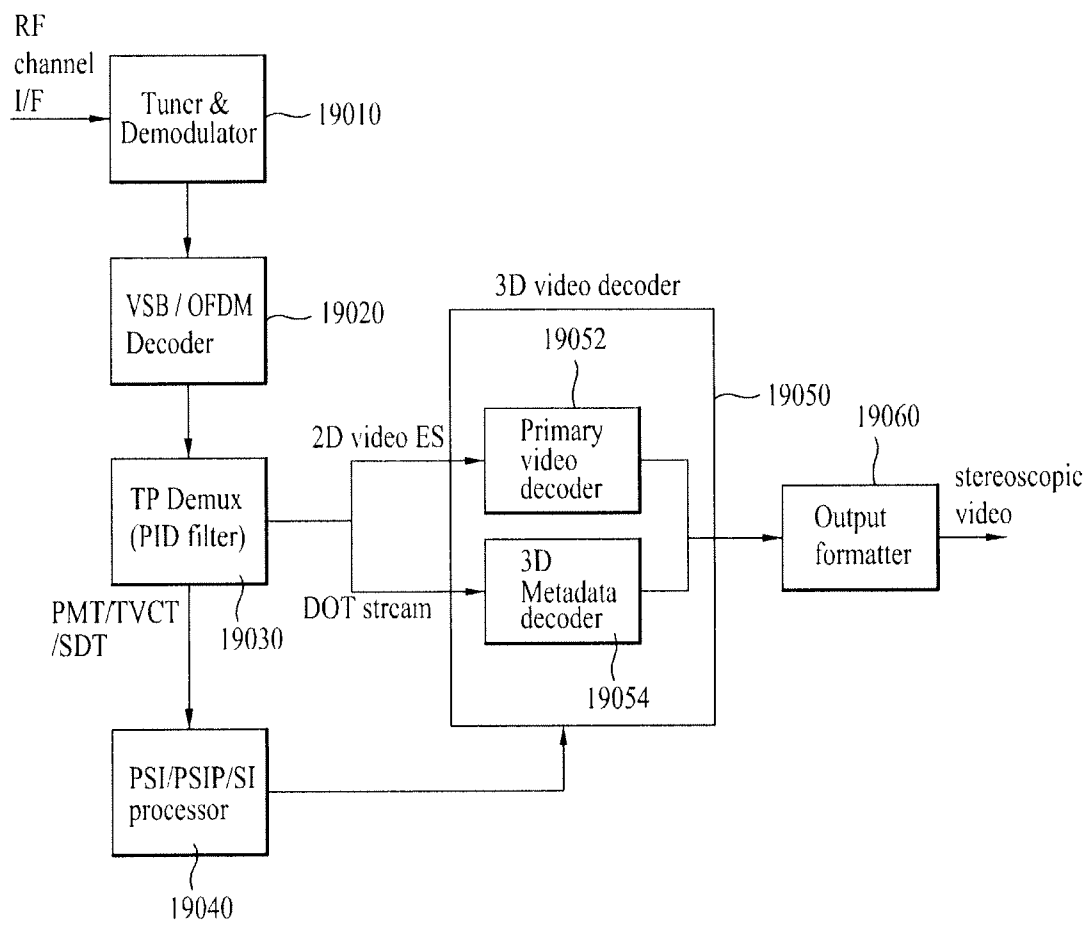 RF
channel
I/F
Tuner &
Demodulator
19010
VSB / OFDM
Decoder
19020
3D video decoder
19052
19050
19060
2D video ES
Primary
video
decoder
stereoscopic
video
TP Demux
(PID filter)
Output
formatter
3D
Metadata
decoder
DOT stream
PMT/TVCT
/SDT
19030
19054
PSI/PSIP/SI
processor
19040